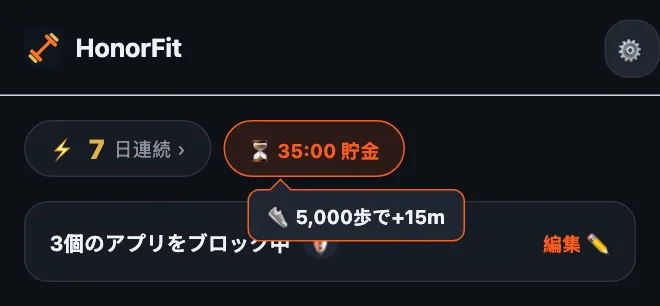 HonorFit
7 日連続 ›
35:00 貯金
5,000歩で+15m
3個のアプリをブロック中
編集